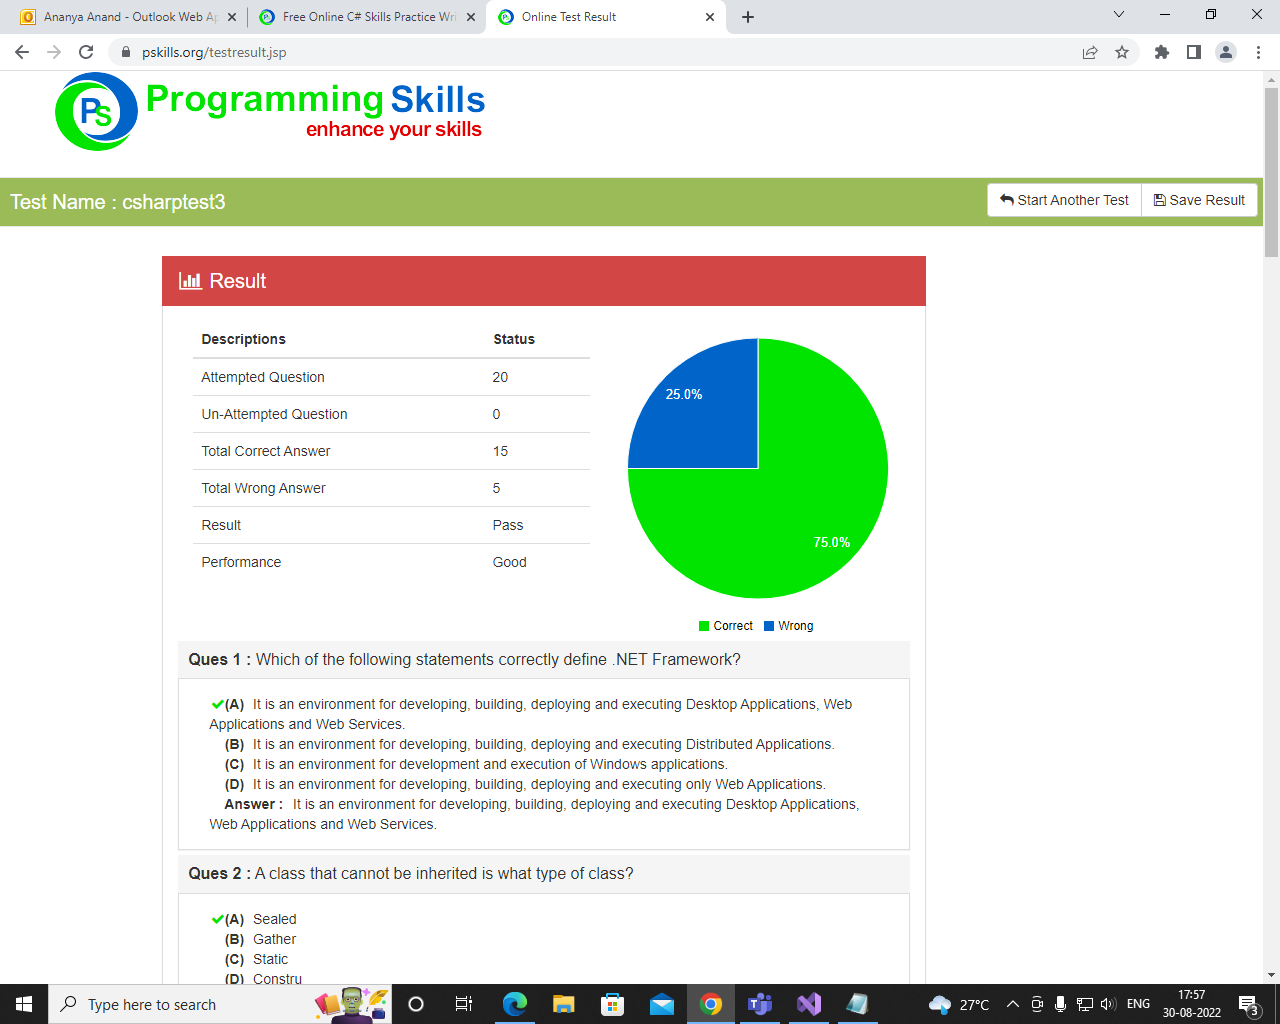 Ananya Anand - Outlook Web Ap
Free Online C# Skills Practice Wri
Online Test Result
pskills.org/testresult.jsp
PS
Programming Skills
enhance your skills
Test Name : csharptest3
Start Another Test
Save Result
Result
Descriptions Status
Attempted Question 20
Un-Attempted Question 0
Total Correct Answer 15
Total Wrong Answer 5
Result Pass
Performance Good
25.0%
75.0%
Correct Wrong
Ques 1 : Which of the following statements correctly define .NET Framework?
(A) It is an environment for developing, building, deploying and executing Desktop Applications, Web
Applications and Web Services.
(B) It is an environment for developing, building, deploying and executing Distributed Applications.
(C) It is an environment for development and execution of Windows applications.
(D) It is an environment for developing, building, deploying and executing only Web Applications.
Answer : It is an environment for developing, building, deploying and executing Desktop Applications,
Web Applications and Web Services.
Ques 2 : A class that cannot be inherited is what type of class?
(A) Sealed
(B) Gather
(C) Static
(D) Constru
Type here to search
27°C
ENG
17:57
30-08-2022
3